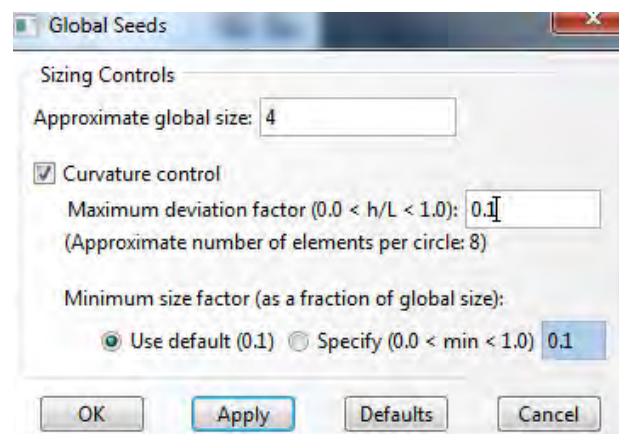 Global Seeds
Sizing Controls
Approximate global size: 4
Curvature control
Maximum deviation factor (0.0 < h/L < 1.0): 0.1
(Approximate number of elements per circle: 8)
Minimum size factor (as a fraction of global size):
Use default (0.1) Specify (0.0 < min < 1.0) 0.1
OK Apply Defaults Cancel